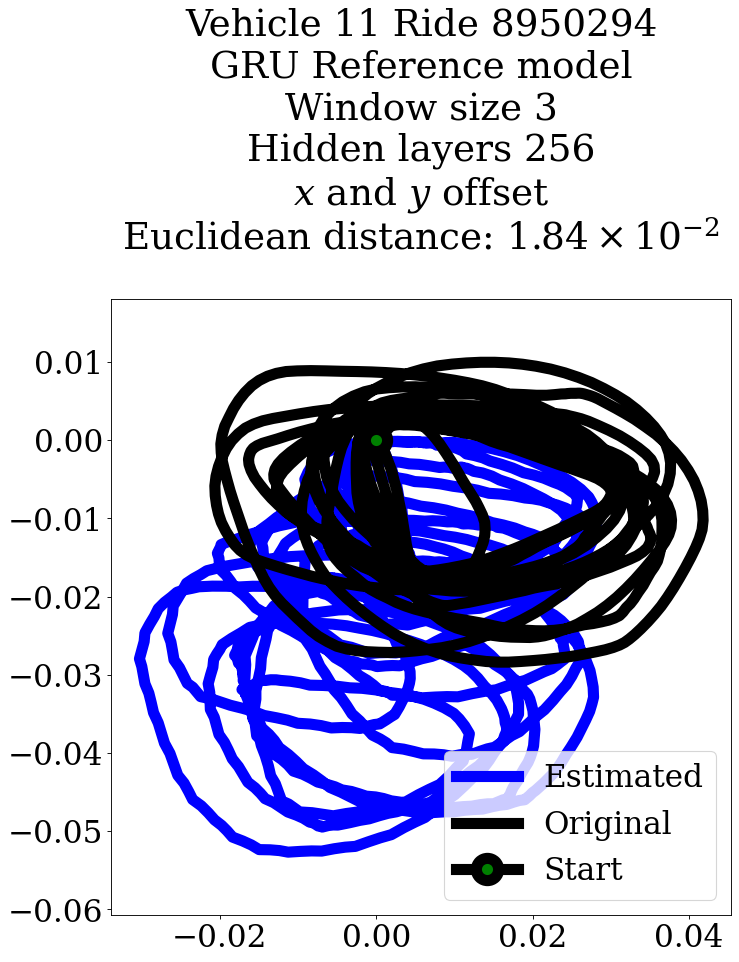 Vehicle 11 Ride 8950294
GRU Reference model
Window size 3
Hidden layers 256
x and y offset
Euclidean distance: 1.84 × 10⁻²
0.01
0.00
−0.01
−0.02
−0.03
−0.04
−0.05
−0.06
Estimated
Original
Start
−0.02
0.00
0.02
0.04